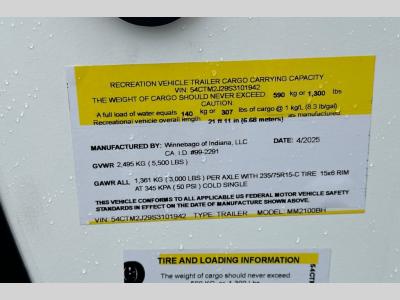 RECREATION VEHICLE TRAILER CARGO CARRYING CAPACITY
VIN: 54CTM2J29S3101942
THE WEIGHT OF CARGO SHOULD NEVER EXCEED 590 kg or 1,300 lbs
CAUTION:
A full load of water equals 140 kg or 307 lbs of cargo @ 1 kg/L (8.3 lb/gal)
Recreational vehicle overall length 21 ft 11 in (6.68 meters) as manufactured
MANUFACTURED BY: Winnebago of Indiana, LLC DATE: 4/2025
CA. I.D. #99-2291
GVWR 2,495 KG ( 5,500 LBS )
GAWR ALL 1,361 KG ( 3,000 LBS ) PER AXLE WITH 235/75R15-C TIRE 15x6 RIM
AT 345 KPA ( 50 PSI ) COLD SINGLE
THIS VEHICLE CONFORMS TO ALL APPLICABLE US FEDERAL MOTOR VEHICLE SAFETY
STANDARDS IN EFFECT ON THE DATE OF MANUFACTURE SHOWN ABOVE.
VIN: 54CTM2J29S3101942 TYPE: TRAILER MODEL: MM2100BH
TIRE AND LOADING INFORMATION
The weight of cargo should never exceed
590 KG or 1,300 Lbs
54CT